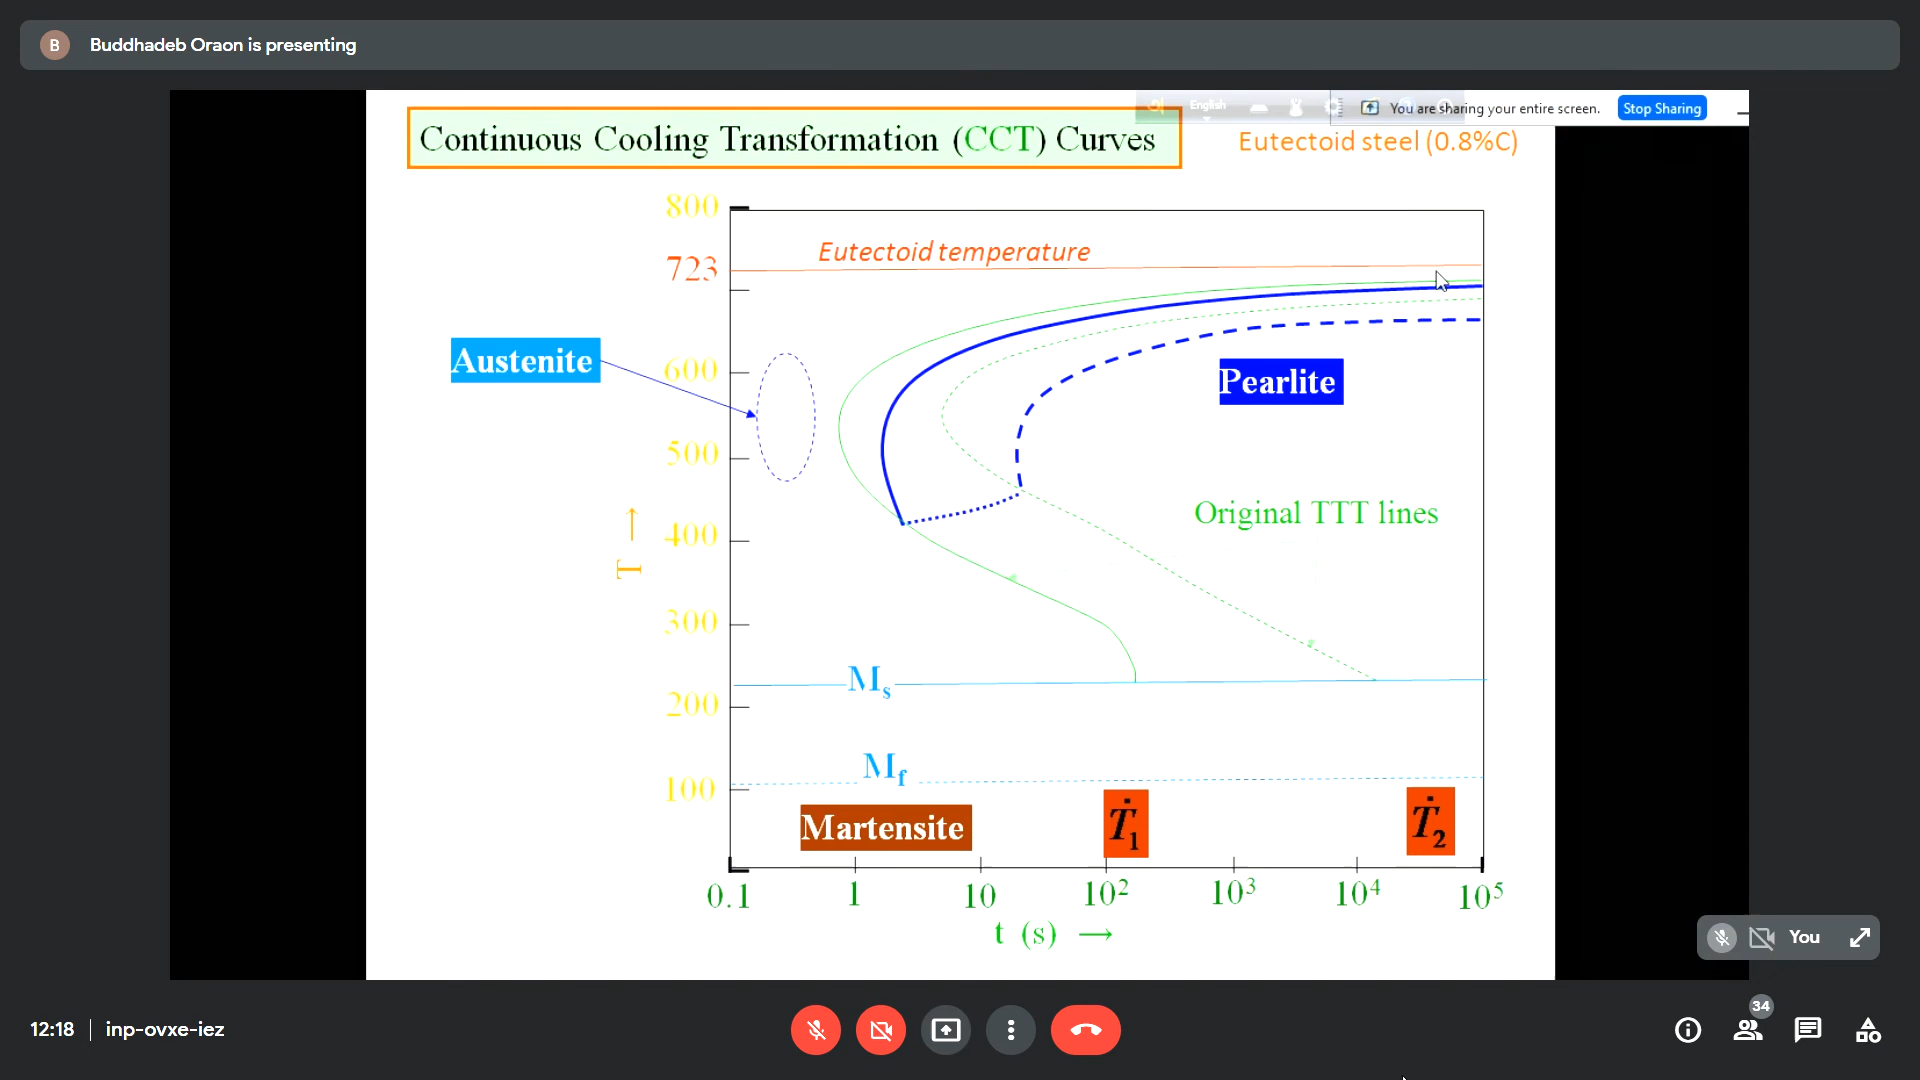 B Buddhadeb Oraon is presenting
English
You are sharying your entire screen. Stop Sharing
Continuous Cooling Transformation (CCT) Curves
Eutectoid steel (0.8%C)
800
Eutectoid temperature
723
Austenite
600
Pearlite
500
Original TTT lines
400
T →
300
Ms
200
Mf
100
Martensite
Ṫ1
Ṫ2
0.1 1 10 10² 10³ 10⁴ 10⁵
t (s) →
You
34
12:18 | inp-ovxe-iez